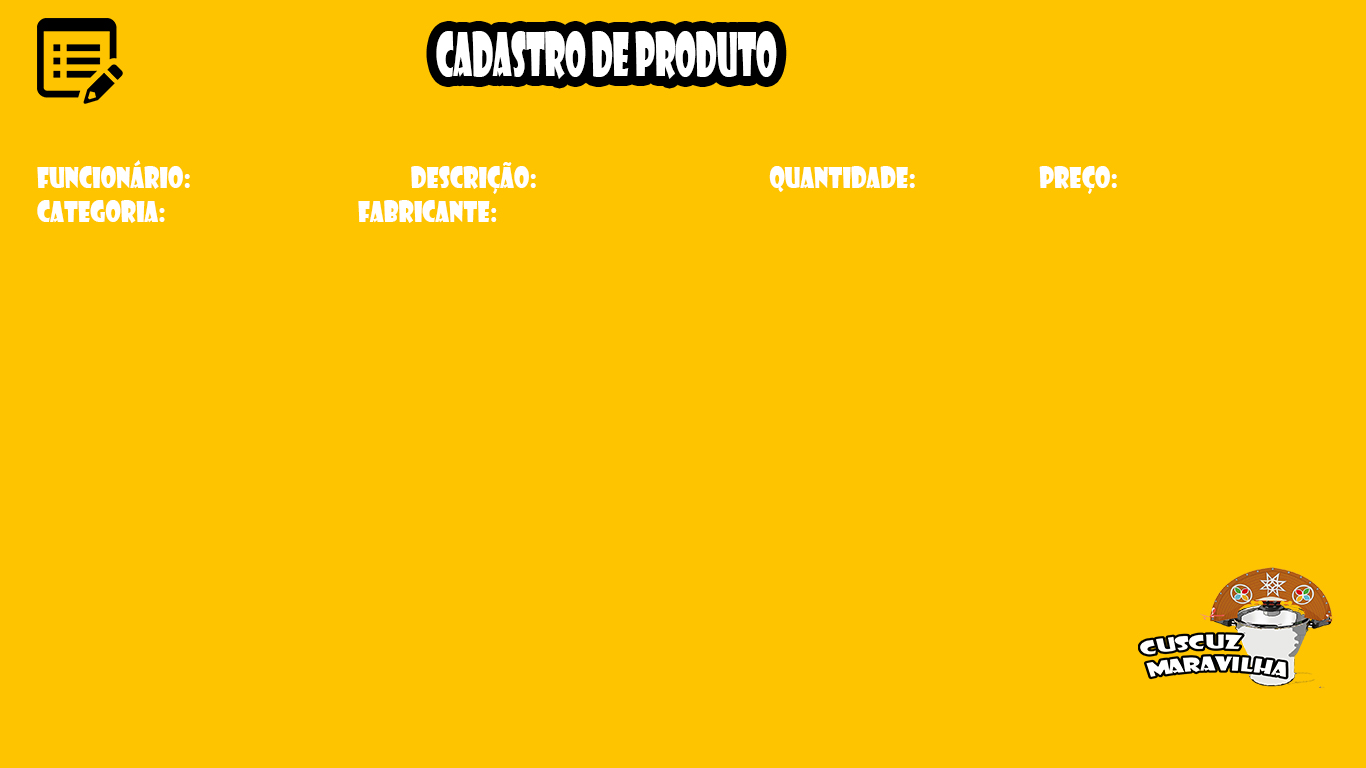 CADASTRO DE PRODUTO
FUNCIONÁRIO: DESCRIÇÃO: QUANTIDADE: PREÇO:
CATEGORIA: FABRICANTE:
CUSCUZ
MARAVILHA